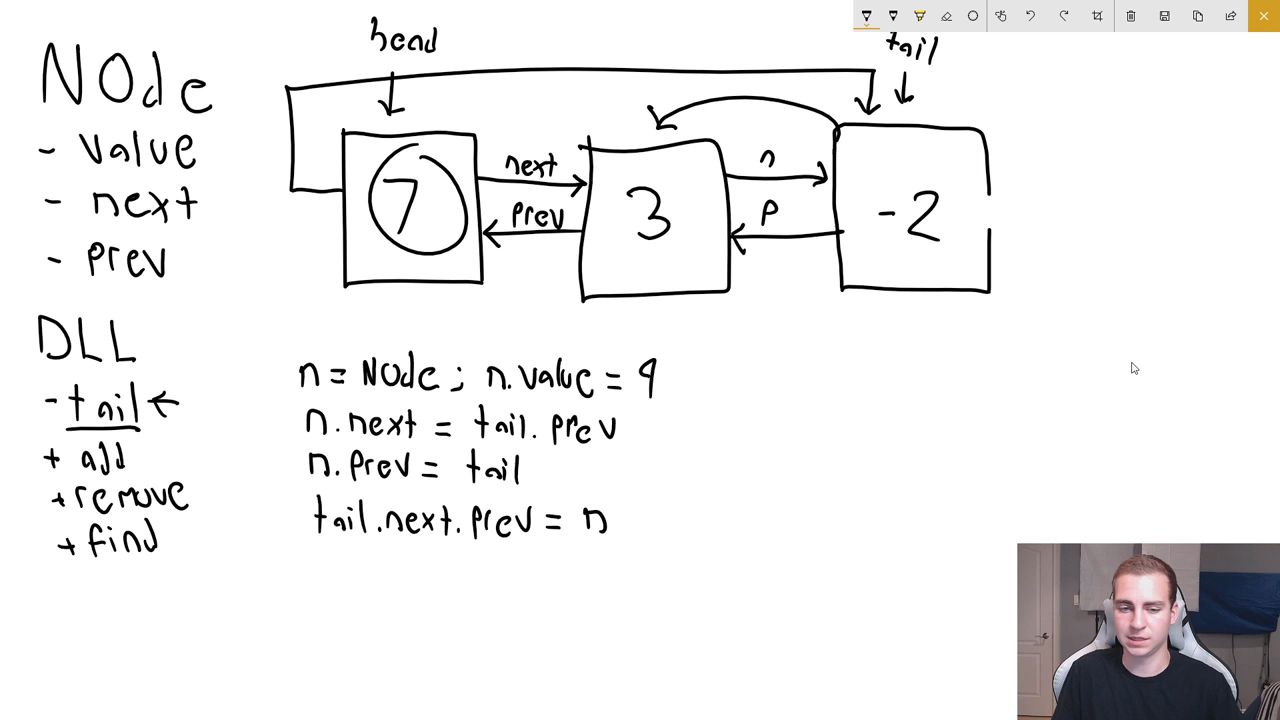 head
tail
Node
- value
- next
- prev
7
next
prev
3
n
p
-2
DLL
- tail ←
+ add
+ remove
+ find
n = Node ; n.value = 9
n.next = tail.prev
n.prev = tail
tail.next.prev = n